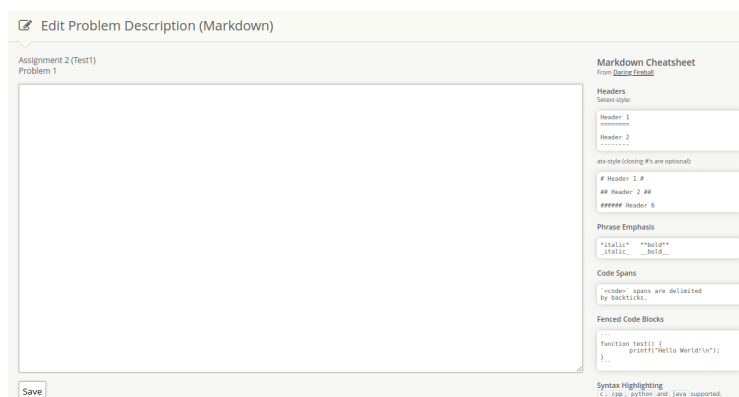 Edit Problem Description (Markdown)
Assignment 2 (Test1)
Problem 1
Save
Markdown Cheatsheet
From Daring Fireball
Headers
Setext-style:
Header 1
========
Header 2
--------
atx-style (closing #'s are optional):
# Header 1 #
## Header 2 ##
###### Header 6
Phrase Emphasis
*italic*   **bold**
_italic_   __bold__
Code Spans
`<code>` spans are delimited
by backticks.
Fenced Code Blocks
```
function test() {
        printf("Hello World!\n");
}
```
Syntax Highlighting
c , cpp , python and java supported.